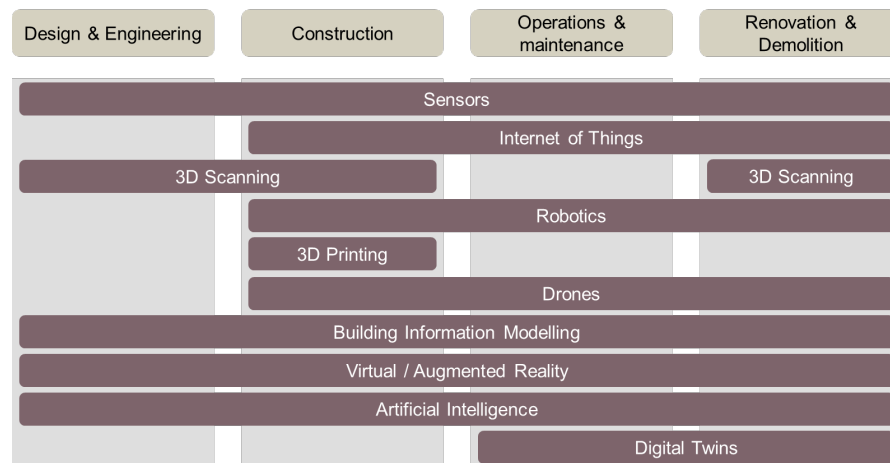 Design & Engineering
Construction
Operations &
maintenance
Renovation &
Demolition
Sensors
Internet of Things
3D Scanning
3D Scanning
Robotics
3D Printing
Drones
Building Information Modelling
Virtual / Augmented Reality
Artificial Intelligence
Digital Twins